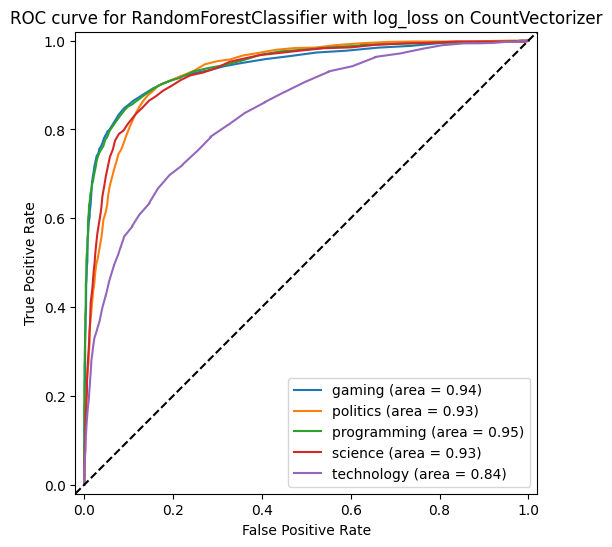 ROC curve for RandomForestClassifier with log_loss on CountVectorizer
1.0
0.8
0.6
0.4
0.2
0.0
True Positive Rate
gaming (area = 0.94)
politics (area = 0.93)
programming (area = 0.95)
science (area = 0.93)
technology (area = 0.84)
0.0 0.2 0.4 0.6 0.8 1.0
False Positive Rate